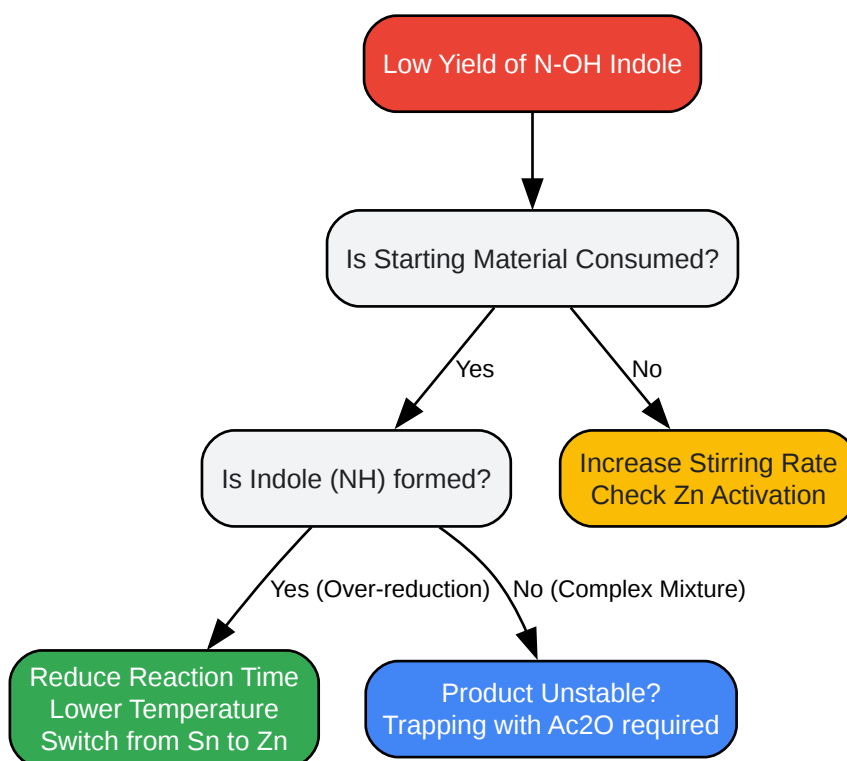 Low Yield of N-OH Indole
Is Starting Material Consumed?
Yes
No
Is Indole (NH) formed?
Increase Stirring Rate
Check Zn Activation
Yes (Over-reduction)
No (Complex Mixture)
Reduce Reaction Time
Lower Temperature
Switch from Sn to Zn
Product Unstable?
Trapping with Ac2O required